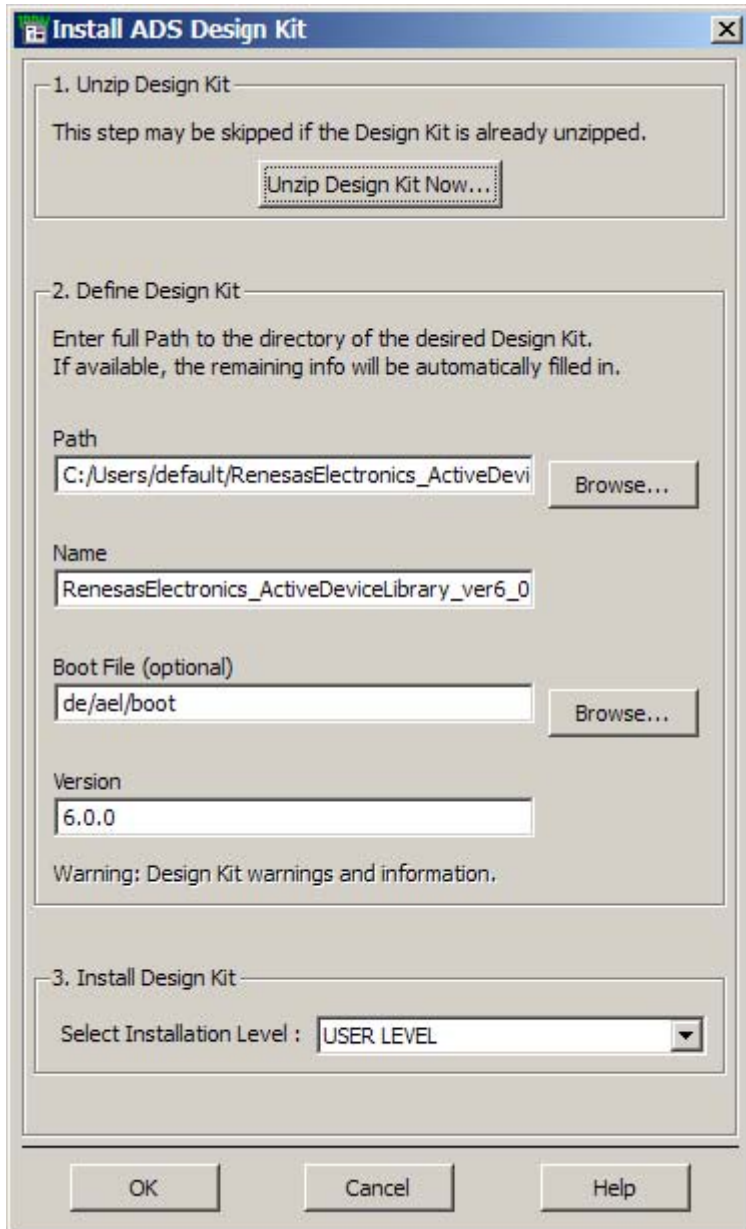 Install ADS Design Kit
1. Unzip Design Kit
This step may be skipped if the Design Kit is already unzipped.
Unzip Design Kit Now...
2. Define Design Kit
Enter full Path to the directory of the desired Design Kit.
If available, the remaining info will be automatically filled in.
Path
C:/Users/default/RenesasElectronics_ActiveDevi
Browse...
Name
RenesasElectronics_ActiveDeviceLibrary_ver6_0
Boot File (optional)
de/ael/boot
Browse...
Version
6.0.0
Warning: Design Kit warnings and information.
3. Install Design Kit
Select Installation Level : USER LEVEL
OK Cancel Help